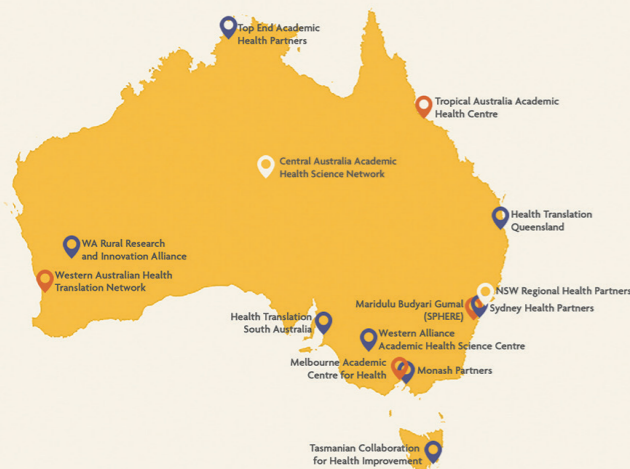 Top End Academic
Health Partners
Tropical Australia Academic
Health Centre
Central Australia Academic
Health Science Network
Health Translation
Queensland
WA Rural Research
and Innovation Alliance
Western Australian Health
Translation Network
NSW Regional Health Partners
Maridulu Budyari Gumal
(SPHERE)
Sydney Health Partners
Health Translation
South Australia
Western Alliance
Academic Health Science Centre
Melbourne Academic
Centre for Health
Monash Partners
Tasmanian Collaboration
for Health Improvement